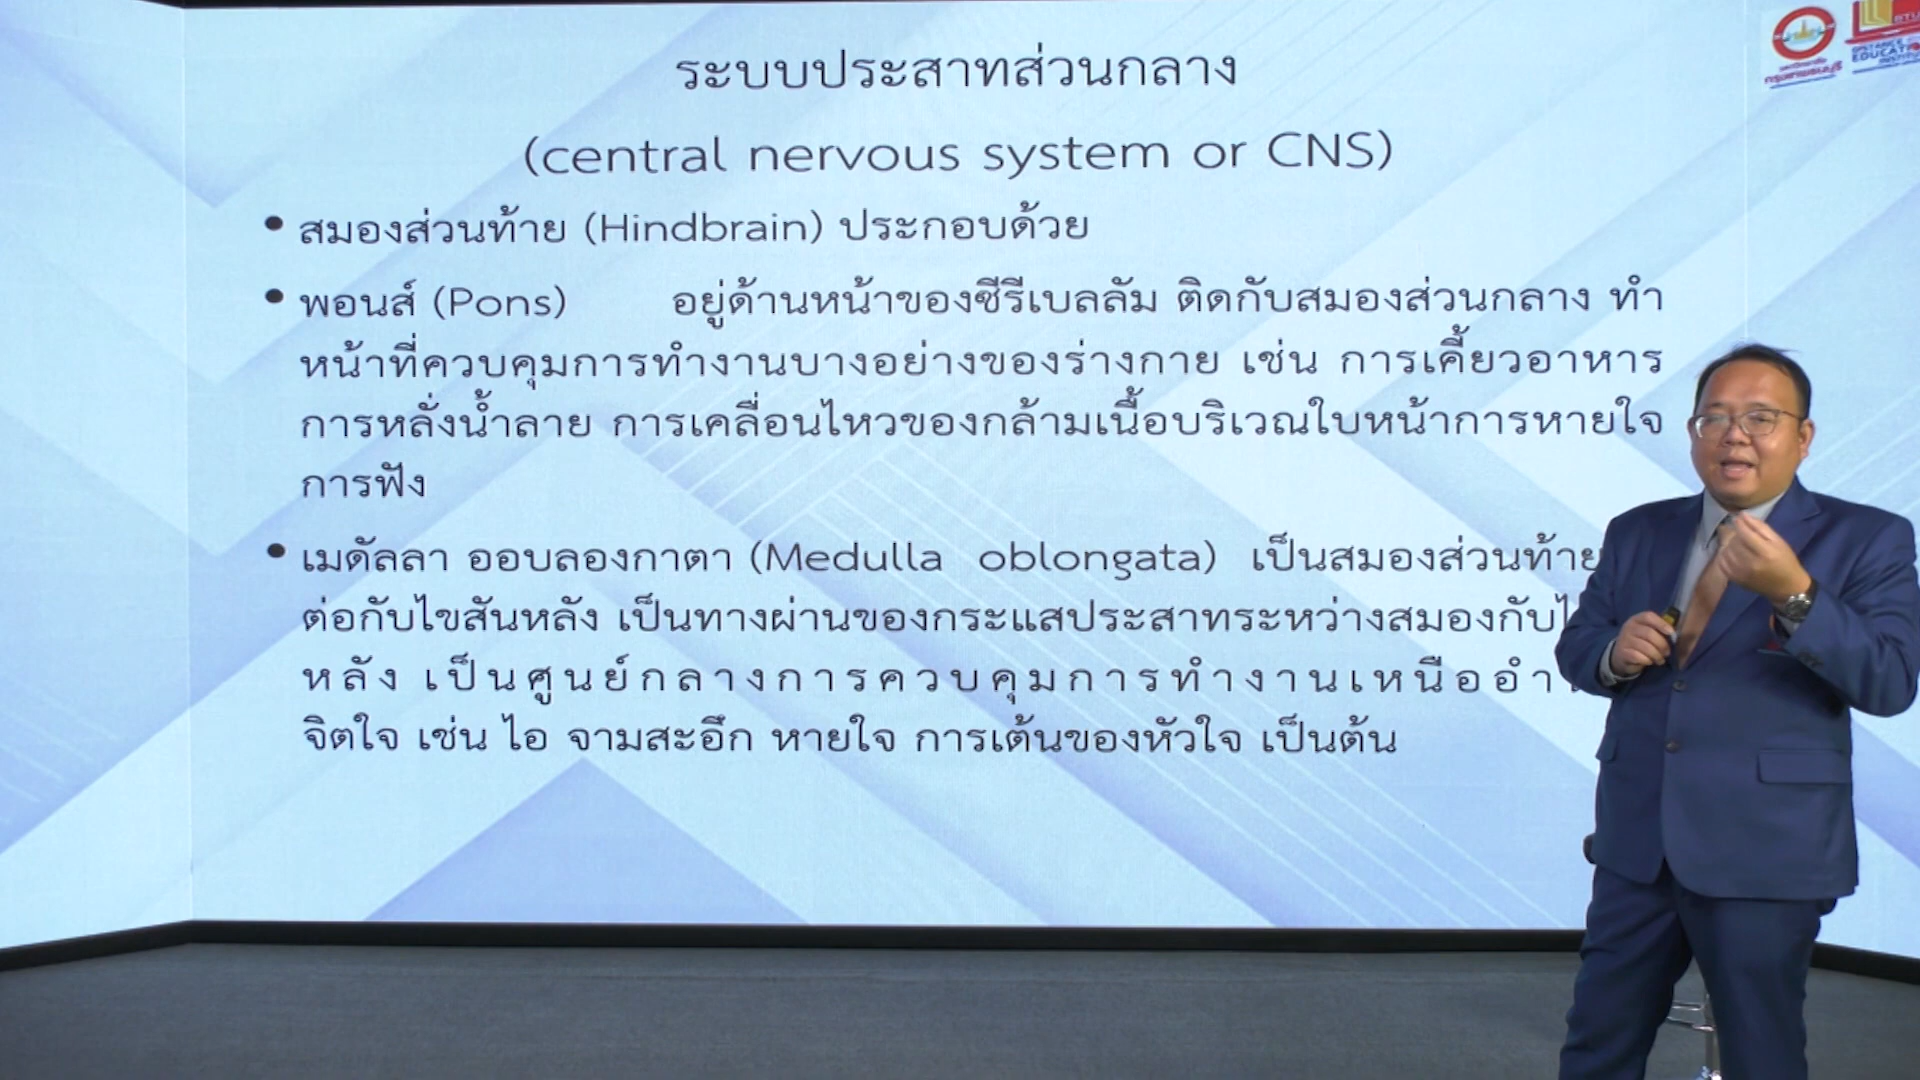 ระบบประสาทส่วนกลาง
(central nervous system or CNS)
• สมองส่วนท้าย (Hindbrain) ประกอบด้วย
• พอนส์ (Pons) อยู่ด้านหน้าของซีรีเบลลัม ติดกับสมองส่วนกลาง ทำ
หน้าที่ควบคุมการทำงานบางอย่างของร่างกาย เช่น การเคี้ยวอาหาร
การหลั่งน้ำลาย การเคลื่อนไหวของกล้ามเนื้อบริเวณใบหน้าการหายใจ
การฟัง
• เมดัลลา ออบลองกาตา (Medulla oblongata) เป็นสมองส่วนท้าย
ต่อกับไขสันหลัง เป็นทางผ่านของกระแสประสาทระหว่างสมองกับ
หลัง เป็นศูนย์กลางการควบคุมการทำงานเหนือ
จิตใจ เช่น ไอ จามสะอึก หายใจ การเต้นของหัวใจ เป็นต้น
กรุงเทพธนบุรี
DISTANCE
EDUCATION